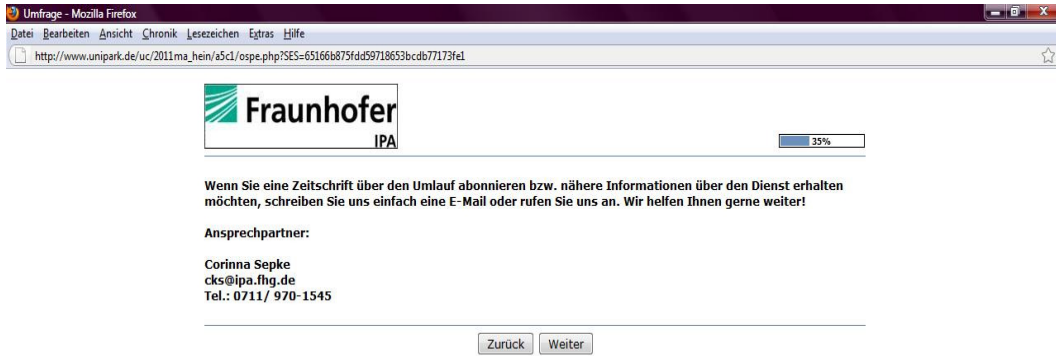 Umfrage - Mozilla Firefox
Datei Bearbeiten Ansicht Chronik Lesezeichen Extras Hilfe
http://www.unipark.de/uc/2011ma_hein/a5c1/ospe.php?SES=65166b875fdd59718653bcdb77173fe1
Fraunhofer
IPA
35%
Wenn Sie eine Zeitschrift über den Umlauf abonnieren bzw. nähere Informationen über den Dienst erhalten
möchten, schreiben Sie uns einfach eine E-Mail oder rufen Sie uns an. Wir helfen Ihnen gerne weiter!
Ansprechpartner:
Corinna Sepke
cks@ipa.fhg.de
Tel.: 0711/ 970-1545
Zurück Weiter